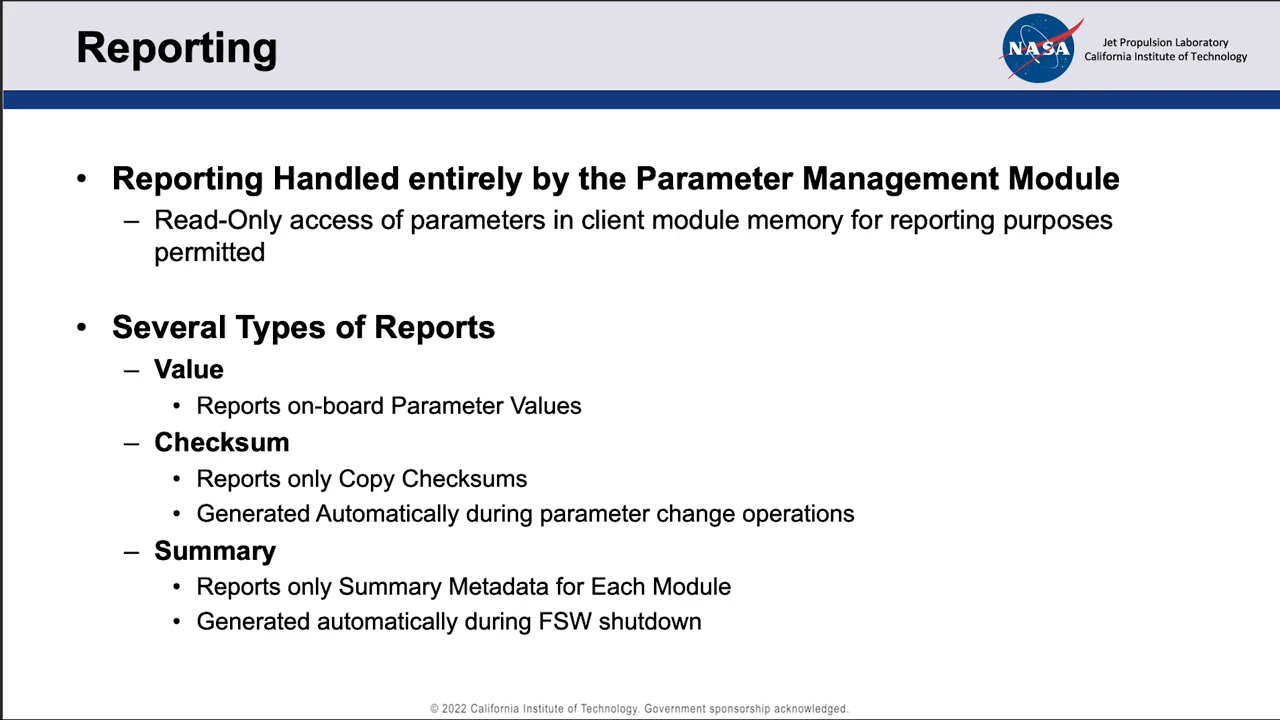 Reporting
NASA
Jet Propulsion Laboratory
California Institute of Technology
• Reporting Handled entirely by the Parameter Management Module
– Read-Only access of parameters in client module memory for reporting purposes
permitted
• Several Types of Reports
– Value
• Reports on-board Parameter Values
– Checksum
• Reports only Copy Checksums
• Generated Automatically during parameter change operations
– Summary
• Reports only Summary Metadata for Each Module
• Generated automatically during FSW shutdown
© 2022 California Institute of Technology. Government sponsorship acknowledged.